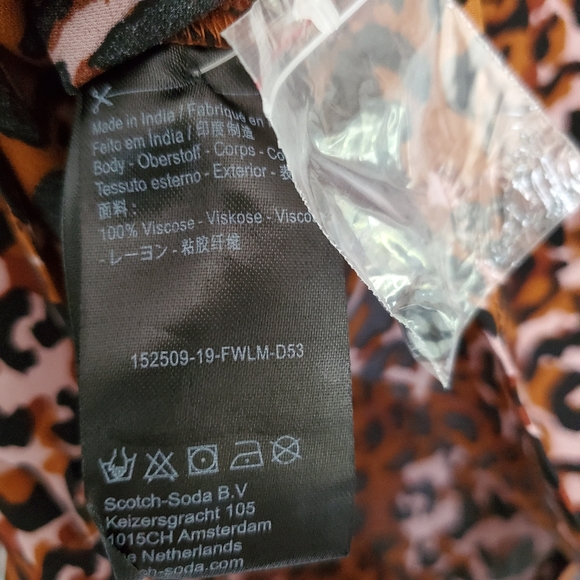 Made in India / Fabriqué en
Feito em India / 印度制造
Body - Oberstoff - Corps -
Tessuto esterno - Exterior -
面料 :
100% Viscose - Viskose -
- レーヨン - 粘胶纤维
152509-19-FWLM-D53
Scotch-Soda B.V
Keizersgracht 105
1015CH Amsterdam
The Netherlands